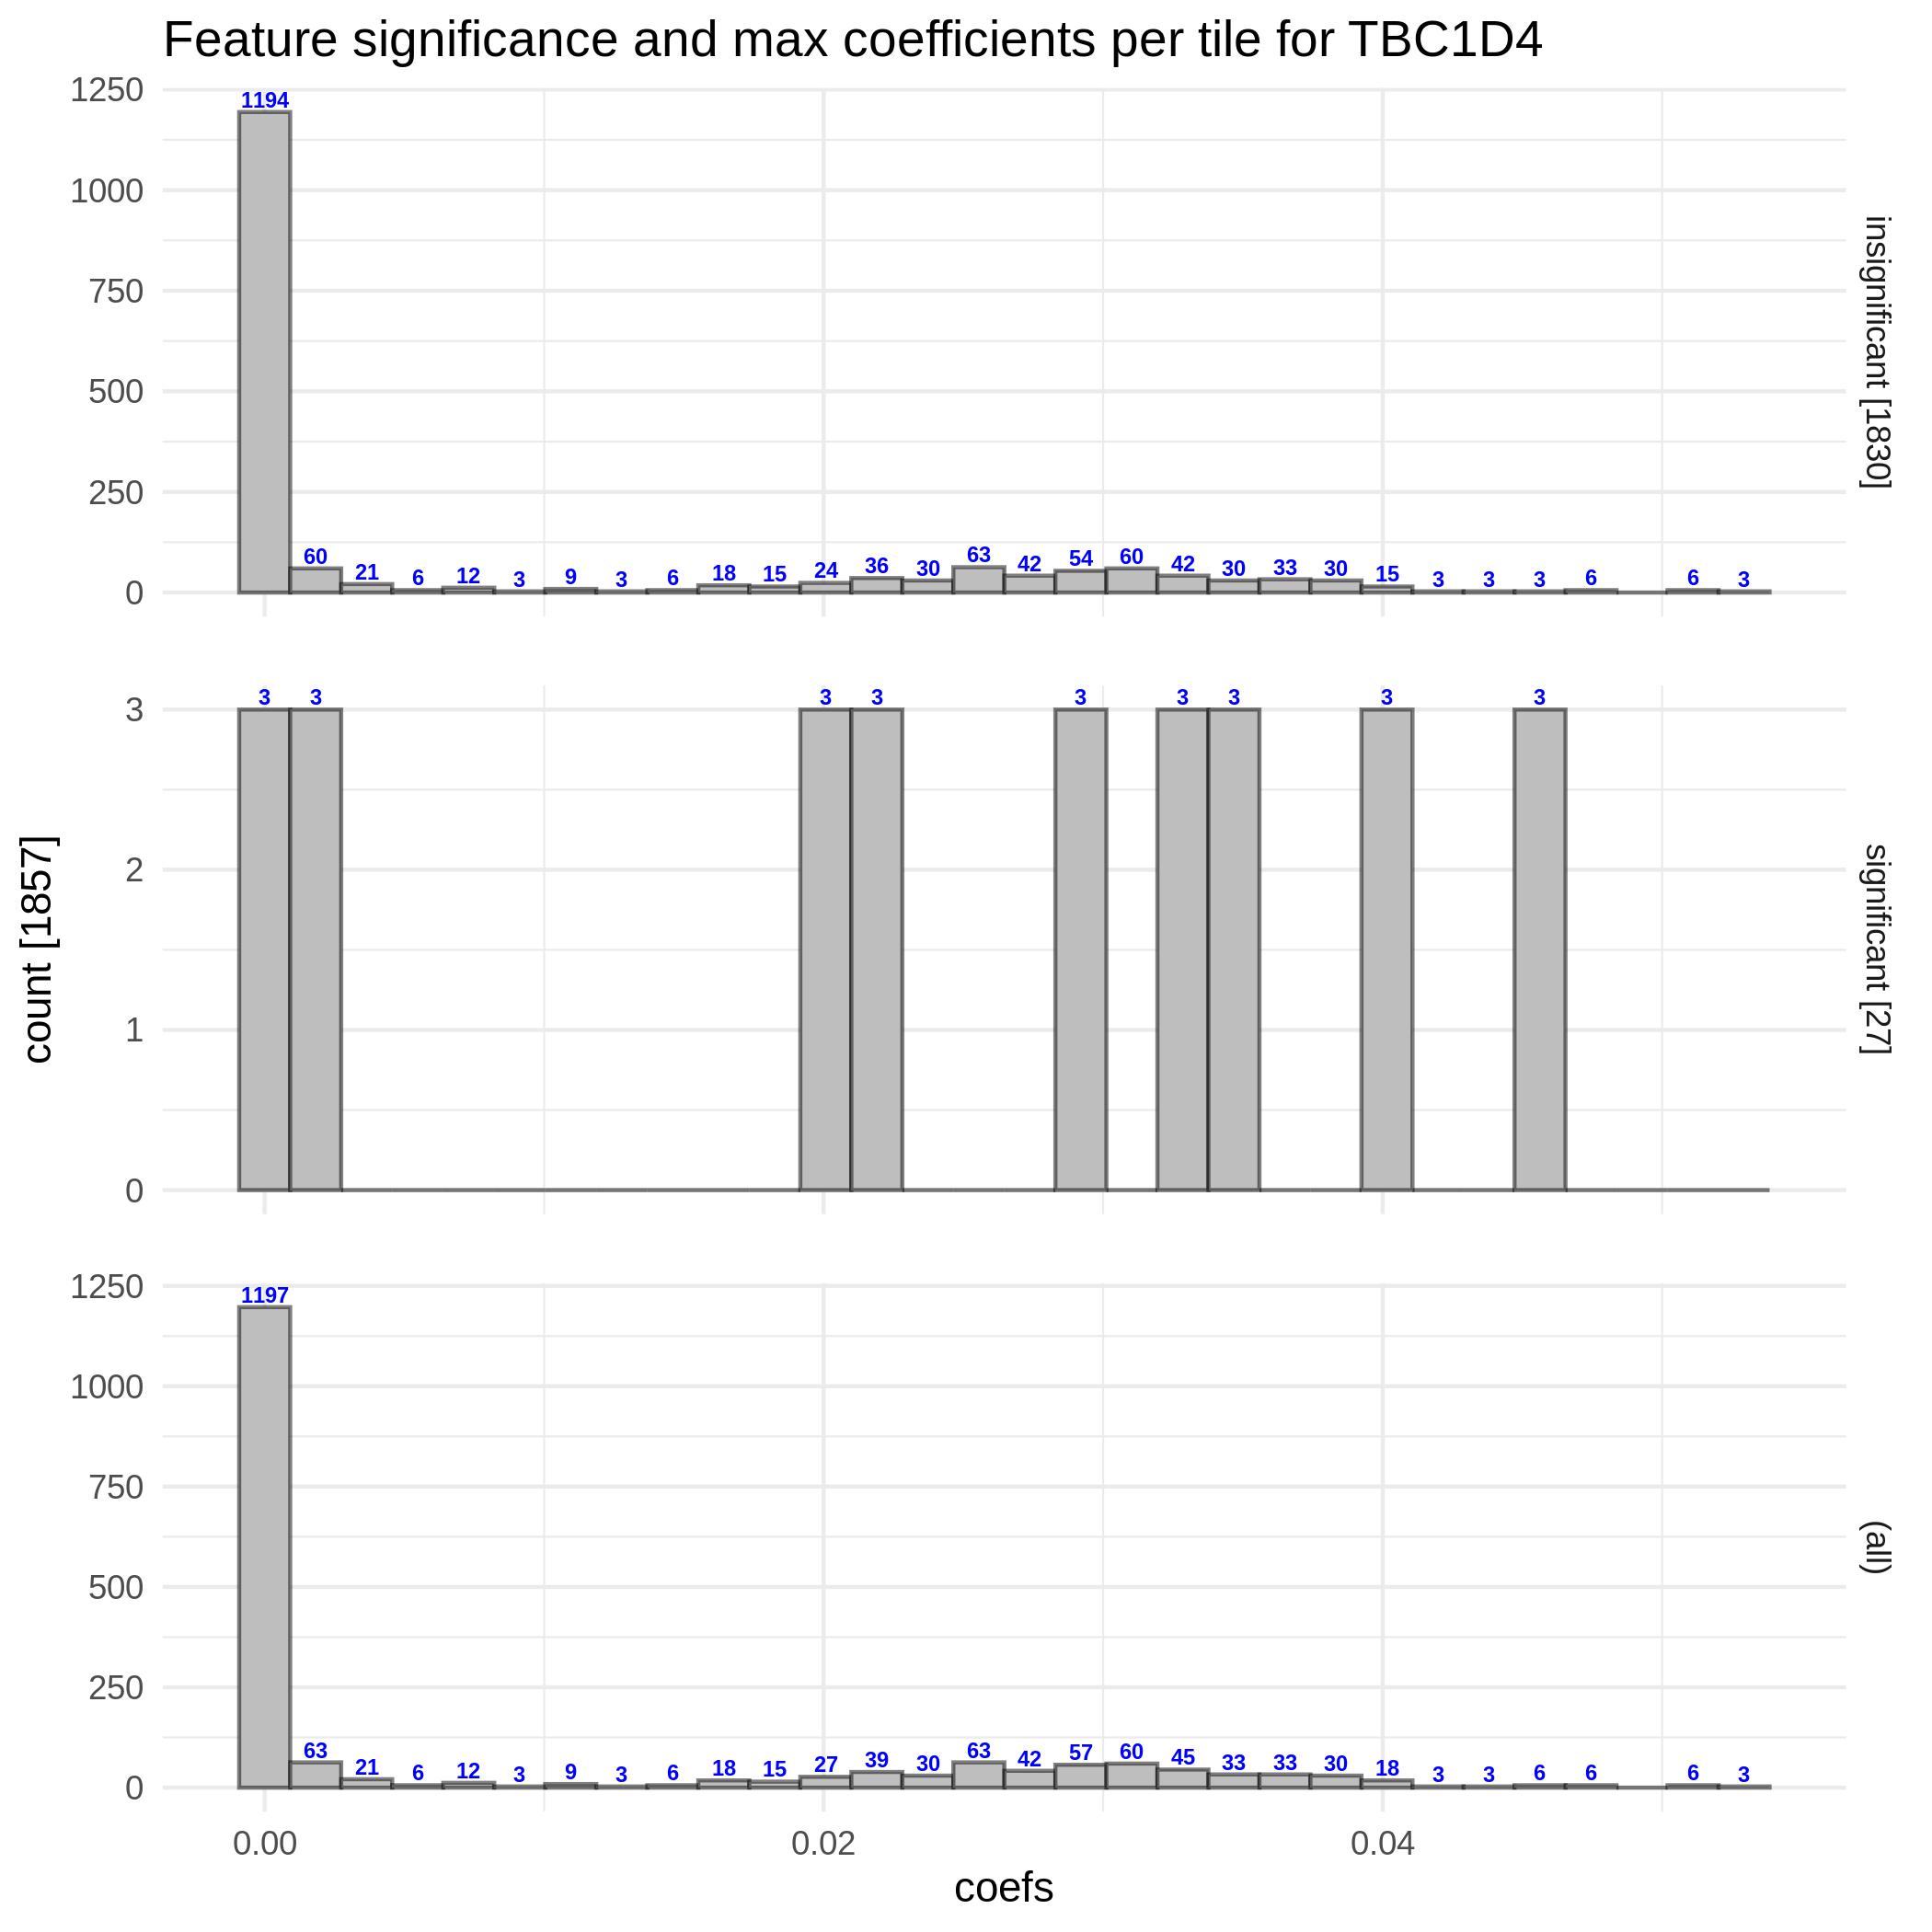 Feature significance and max coefficients per tile for TBC1D4
1250
1000
750
500
250
0
1194 60 21 6 12 3 9 3 6 18 15 24 36 30 63 42 54 60 42 30 33 30 15 3 3 3 6 6 3
insignificant [1830]
3
2
1
0
3 3 3 3 3 3 3 3 3
significant [27]
count [1857]
1250
1000
750
500
250
0
1197 63 21 6 12 3 9 3 6 18 15 27 39 30 63 42 57 60 45 33 33 30 18 3 3 6 6 6 3
(all)
0.00 0.02 0.04
coefs